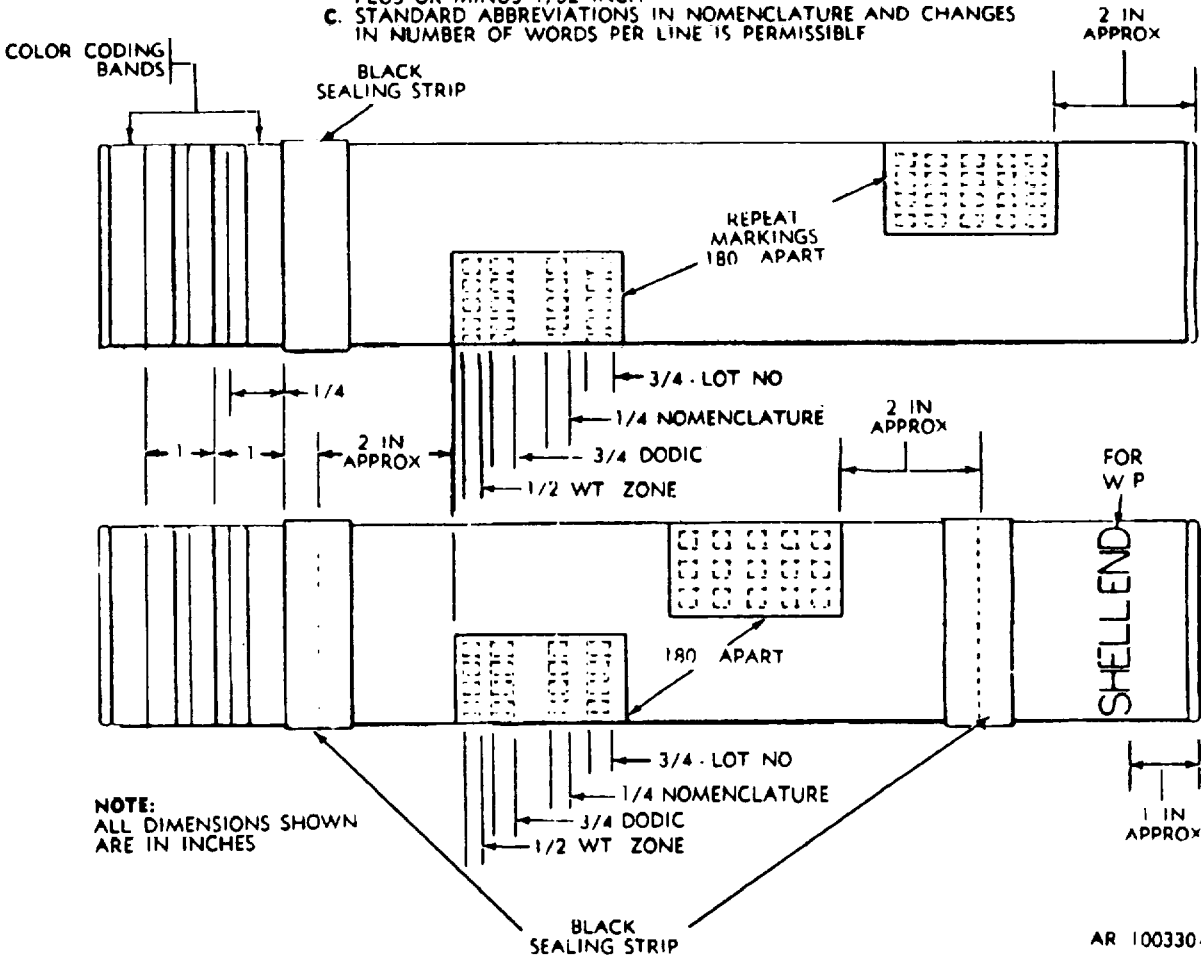 C. STANDARD ABBREVIATIONS IN NOMENCLATURE AND CHANGES
IN NUMBER OF WORDS PER LINE IS PERMISSIBLE
2 IN
APPROX
COLOR CODING
BANDS
BLACK
SEALING STRIP
REPEAT
MARKINGS
180 APART
1/4
3/4 - LOT NO
1/4 NOMENCLATURE
3/4 DODIC
1/2 WT ZONE
1
1
2 IN
APPROX
2 IN
APPROX
FOR
W P
SHELLEND
180 APART
3/4 - LOT NO
1/4 NOMENCLATURE
3/4 DODIC
1/2 WT ZONE
NOTE:
ALL DIMENSIONS SHOWN
ARE IN INCHES
1 IN
APPROX
BLACK
SEALING STRIP
AR 100330